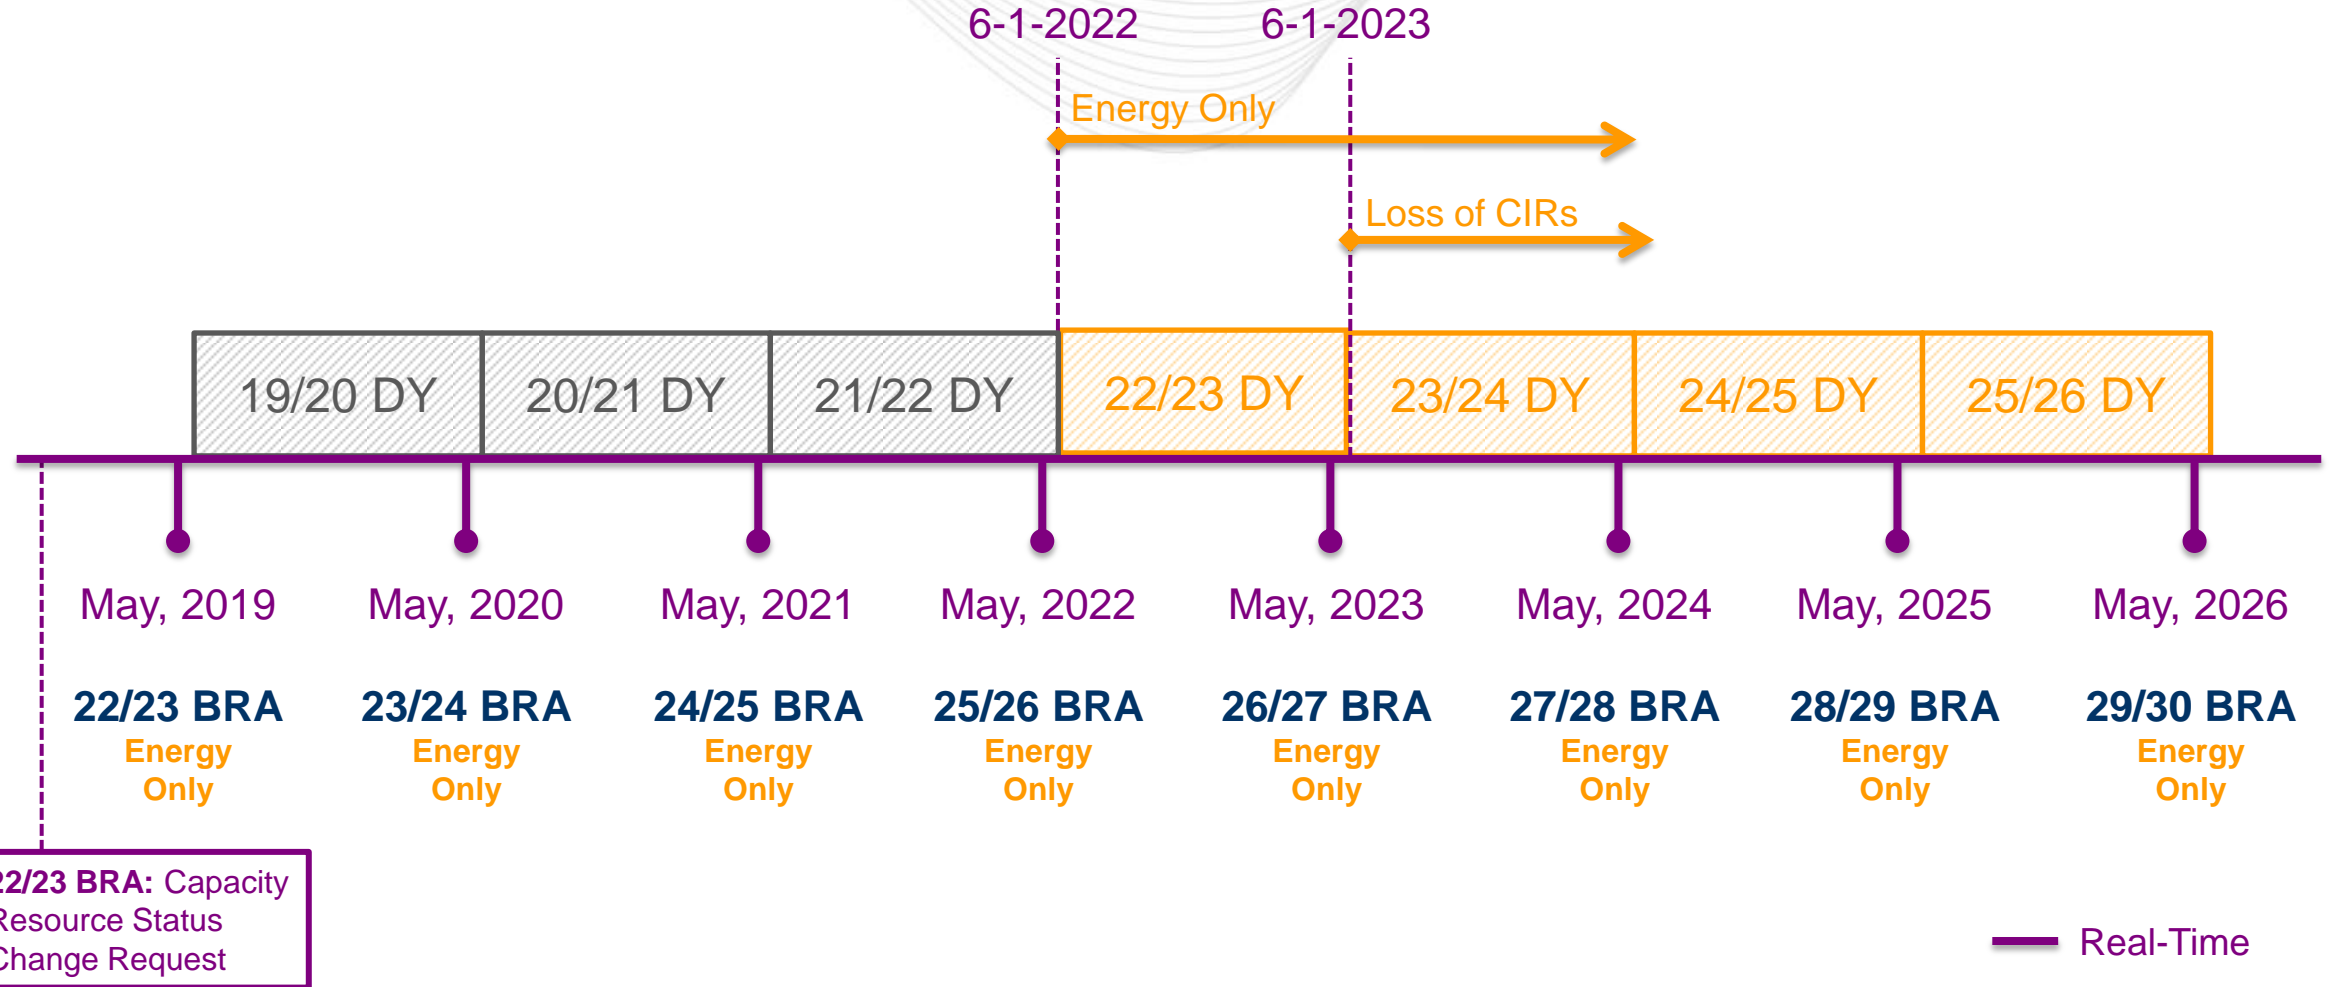 6-1-2022 6-1-2023
Energy Only
Loss of CIRs
19/20 DY 20/21 DY 21/22 DY 22/23 DY 23/24 DY 24/25 DY 25/26 DY
May, 2019 May, 2020 May, 2021 May, 2022 May, 2023 May, 2024 May, 2025 May, 2026
22/23 BRA 23/24 BRA 24/25 BRA 25/26 BRA 26/27 BRA 27/28 BRA 28/29 BRA 29/30 BRA
Energy Energy Energy Energy Energy Energy Energy Energy
Only Only Only Only Only Only Only Only
22/23 BRA: Capacity
Resource Status
Change Request
Real-Time